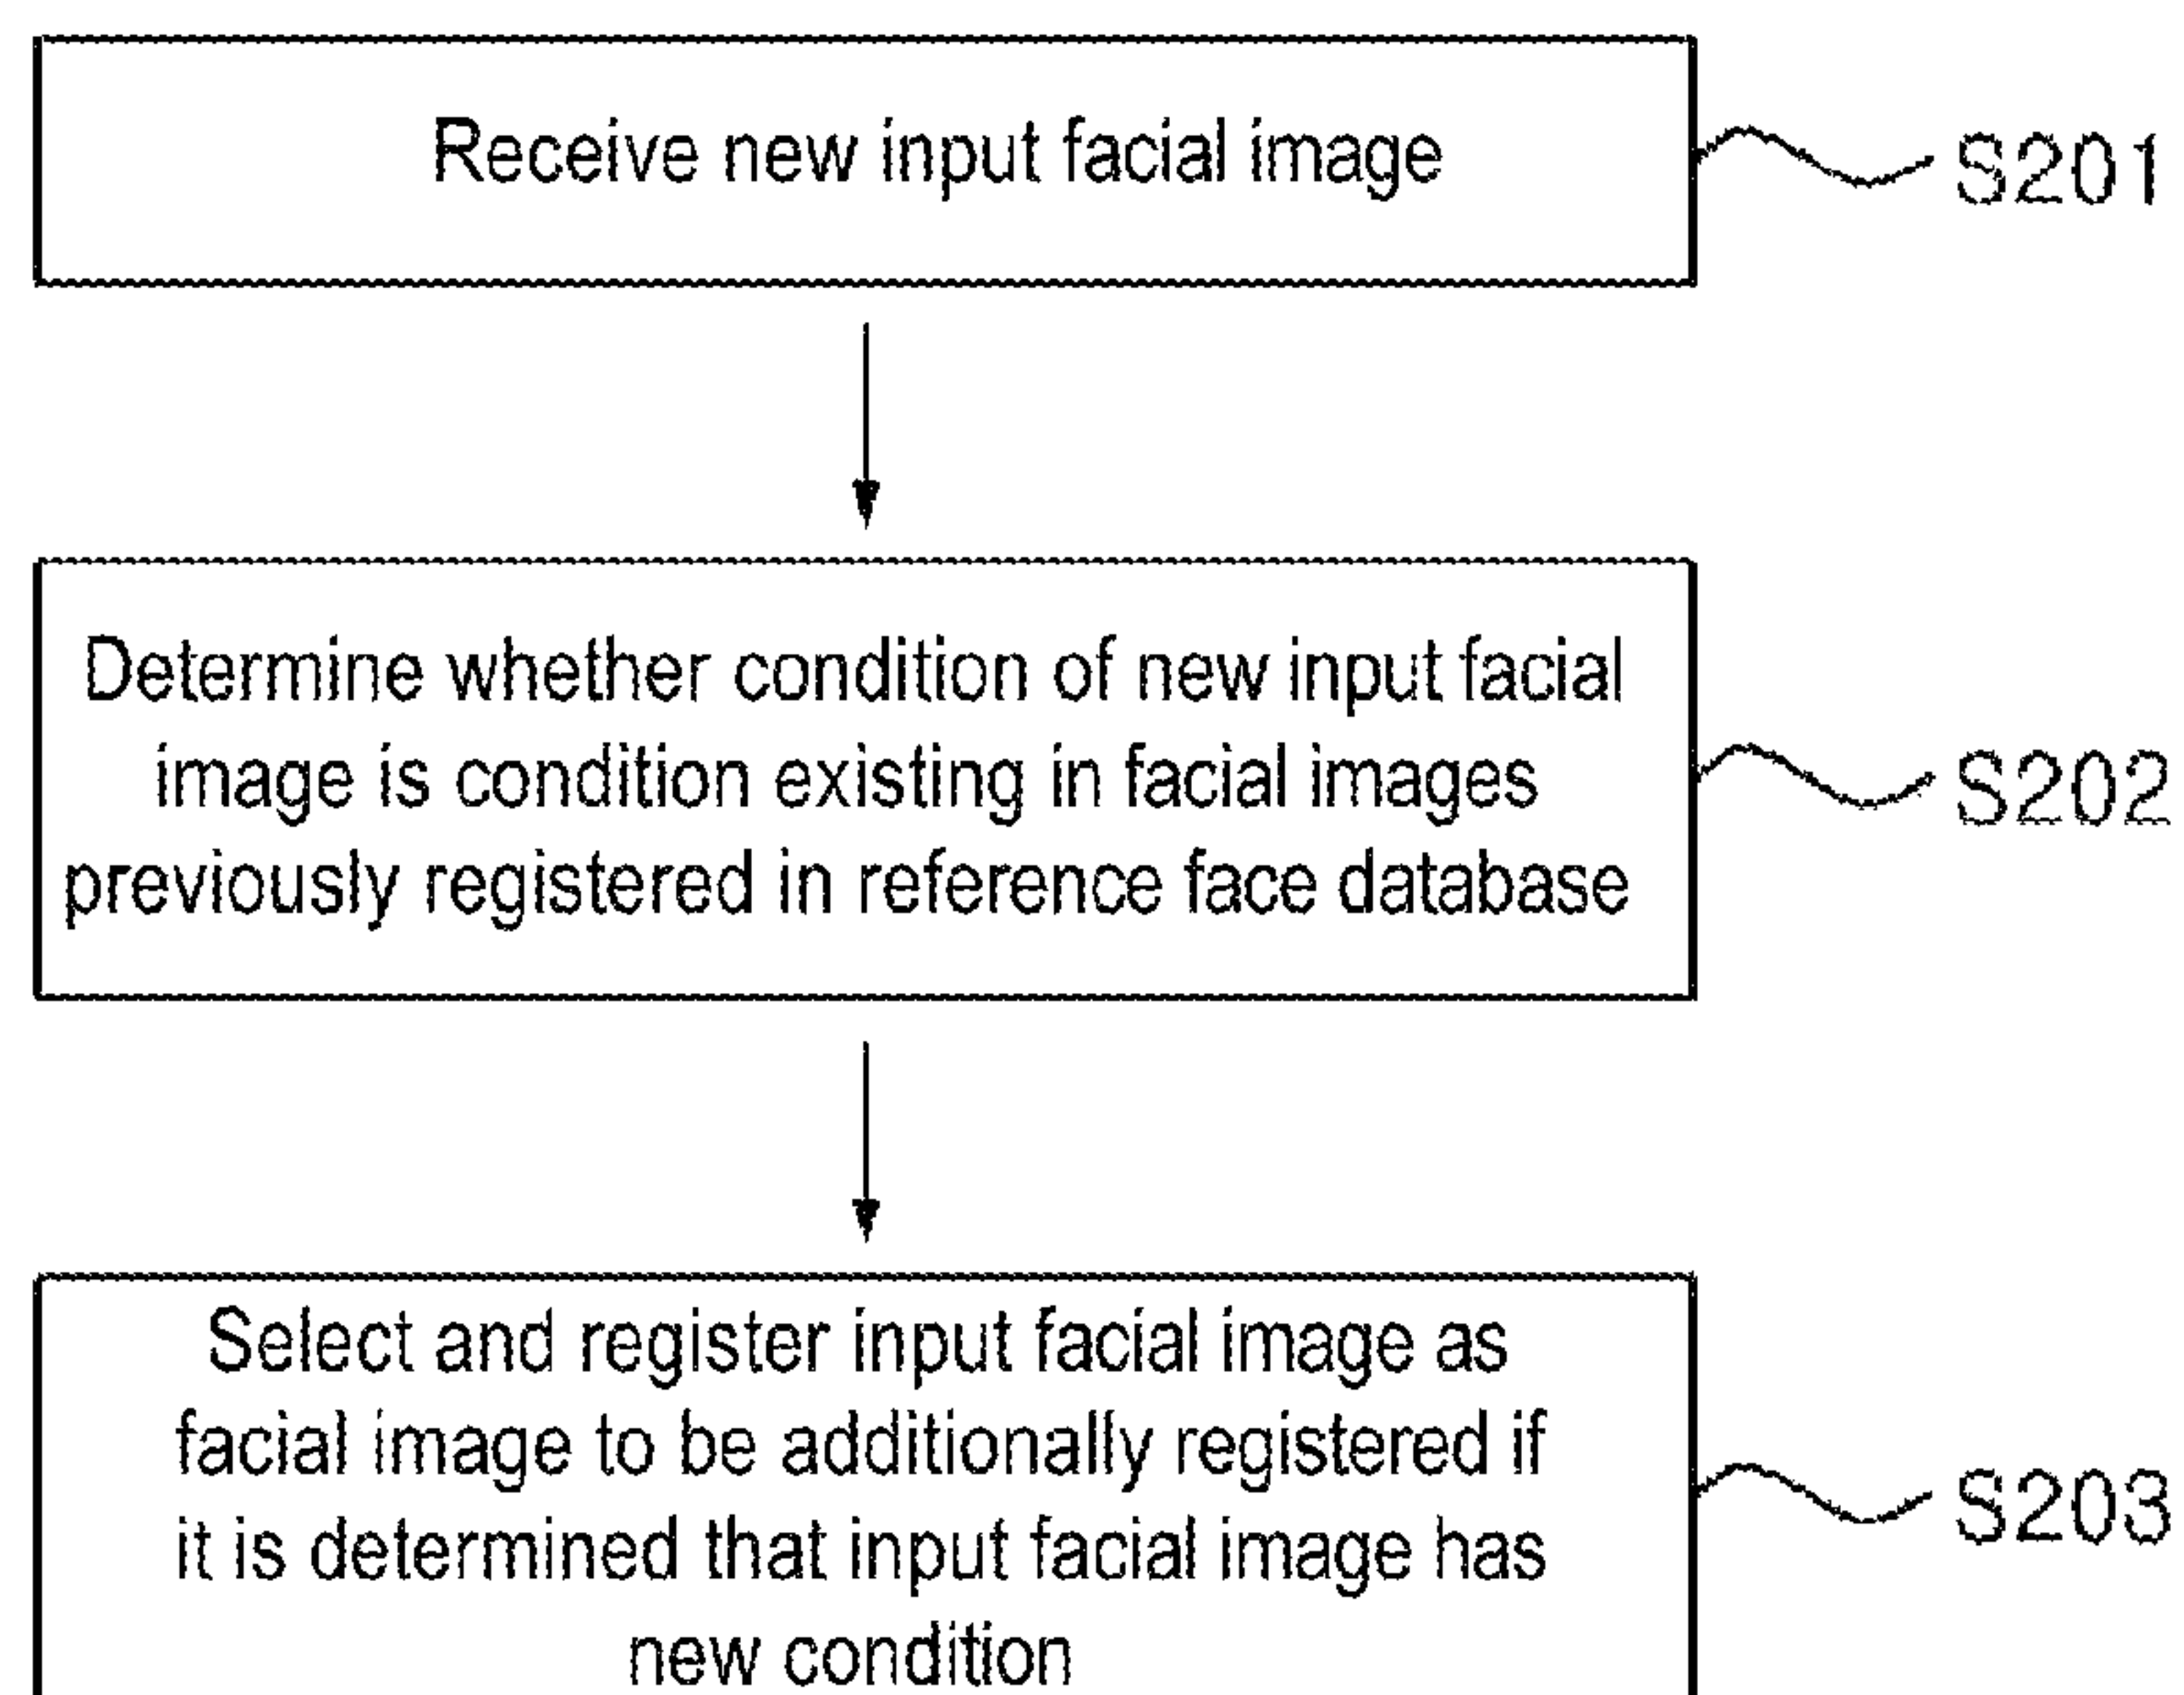 Receive new input facial image
S201
Determine whether condition of new input facial
image is condition existing in facial images
previously registered in reference face database
S202
Select and register input facial image as
facial image to be additionally registered if
it is determined that input facial image has
new condition
S203